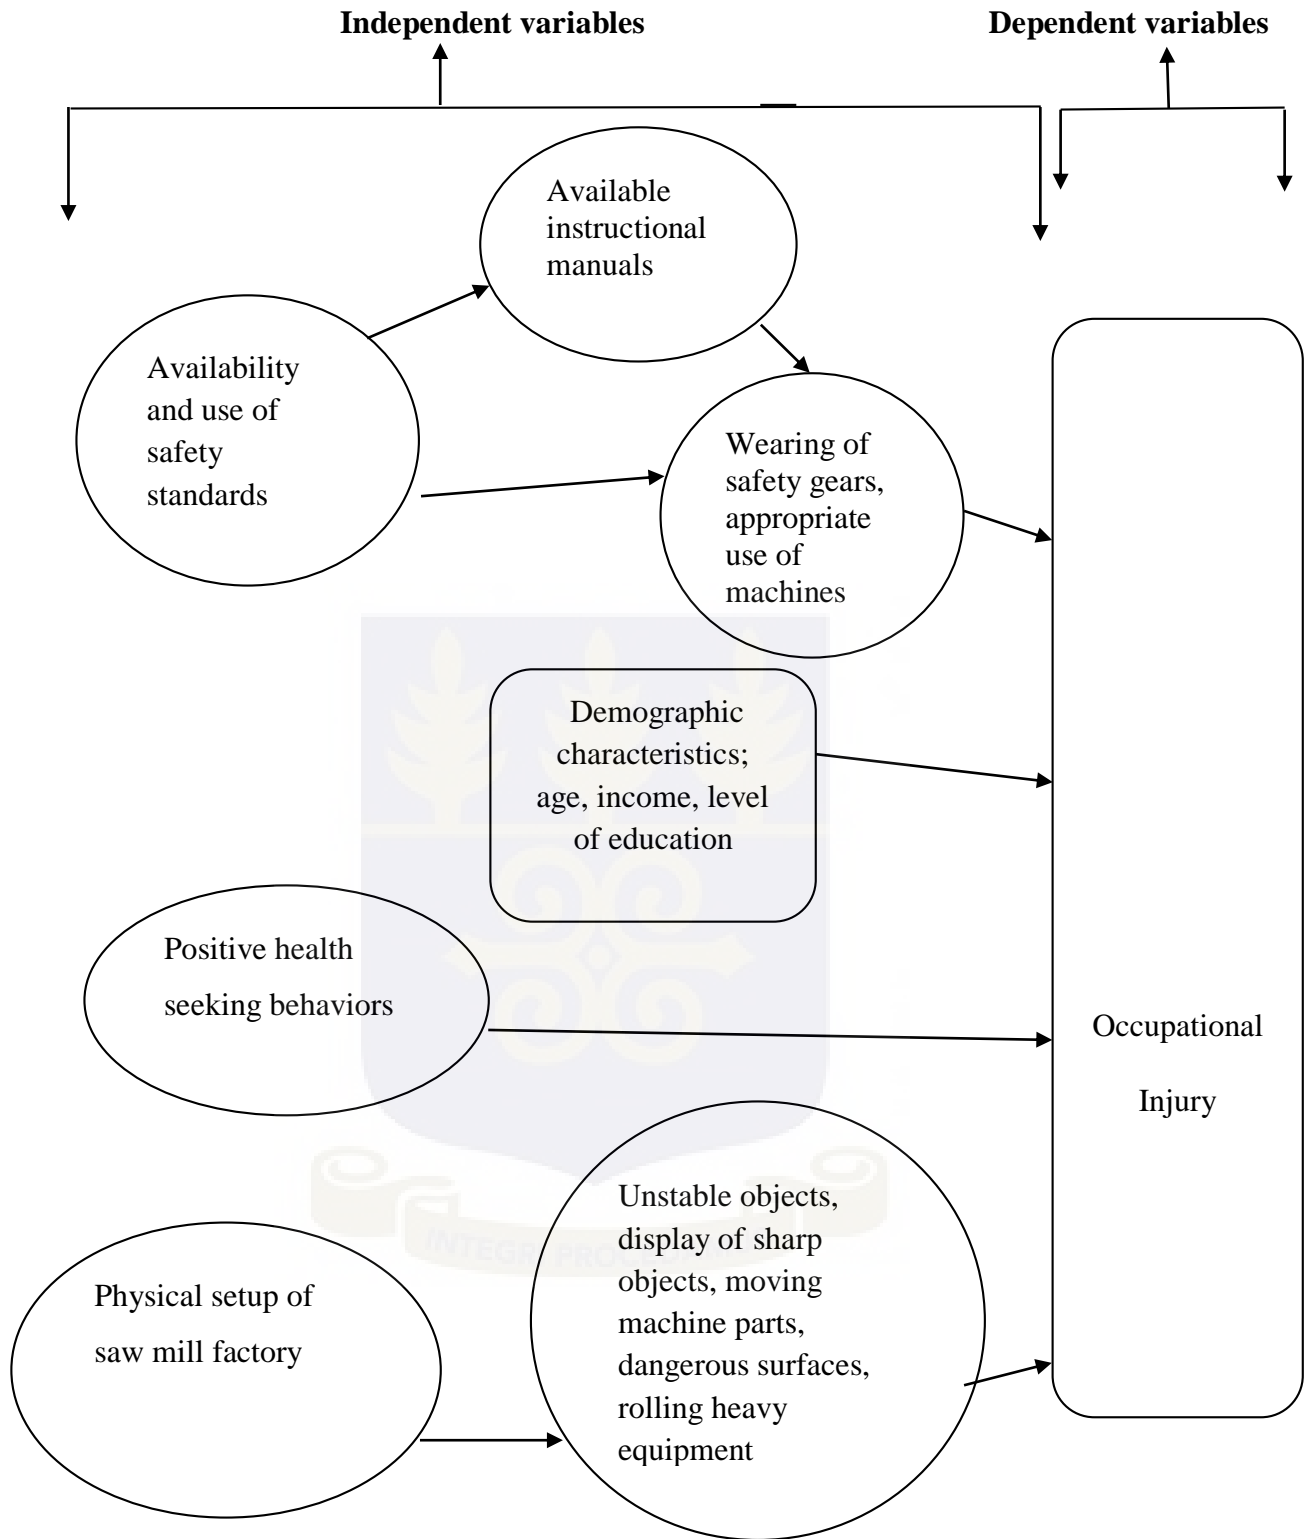 Independent variables
Dependent variables
Available
instructional
manuals
Availability
and use of
safety
standards
Wearing of
safety gears,
appropriate
use of
machines
Demographic
characteristics;
age, income, level
of education
Positive health
seeking behaviors
Occupational
Injury
Unstable objects,
display of sharp
objects, moving
machine parts,
dangerous surfaces,
rolling heavy
equipment
Physical setup of
saw mill factory
INTEGRI PROCEDAMUS